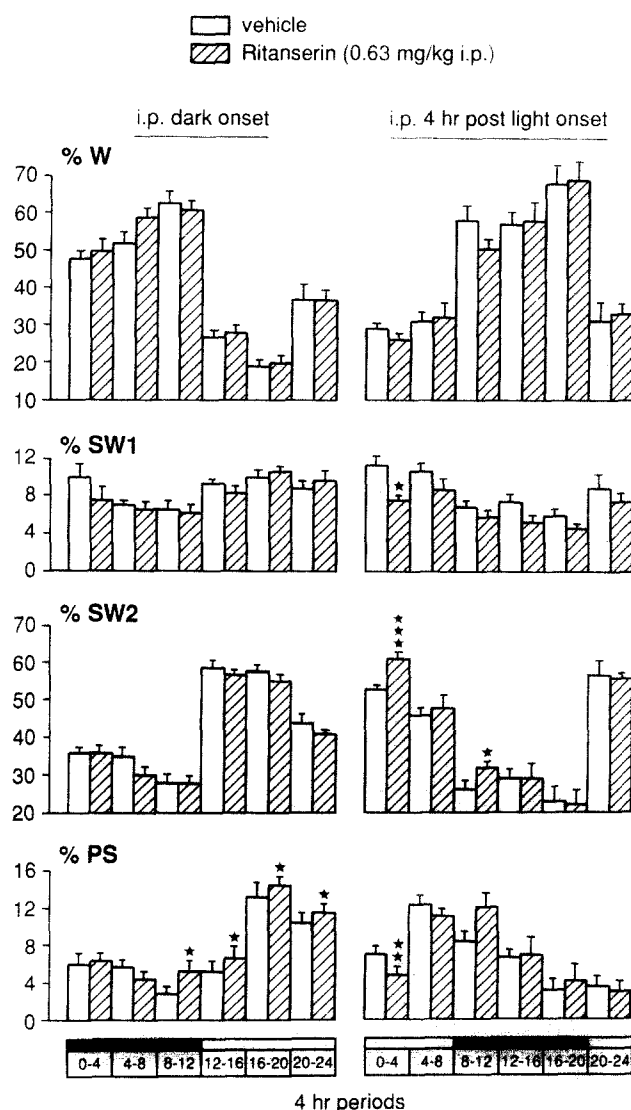 vehicle
Ritanserin (0.63 mg/kg i.p.)
i.p. dark onset
i.p. 4 hr post light onset
% W
70
60
50
40
30
20
10
% SW1
12
8
4
0
% SW2
70
60
50
40
30
20
% PS
16
12
8
4
0
0-4 4-8 8-12 12-16 16-20 20-24
0-4 4-8 8-12 12-16 16-20 20-24
4 hr periods